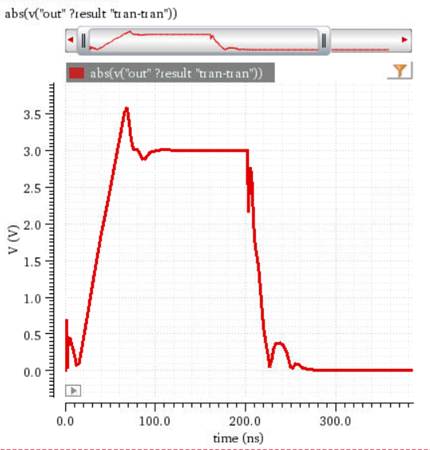 abs(v("out" ?result "tran-tran"))
abs(v("out" ?result "tran-tran"))
V (V)
3.5
3.0
2.5
2.0
1.5
1.0
0.5
0.0
0.0 100.0 200.0 300.0
time (ns)